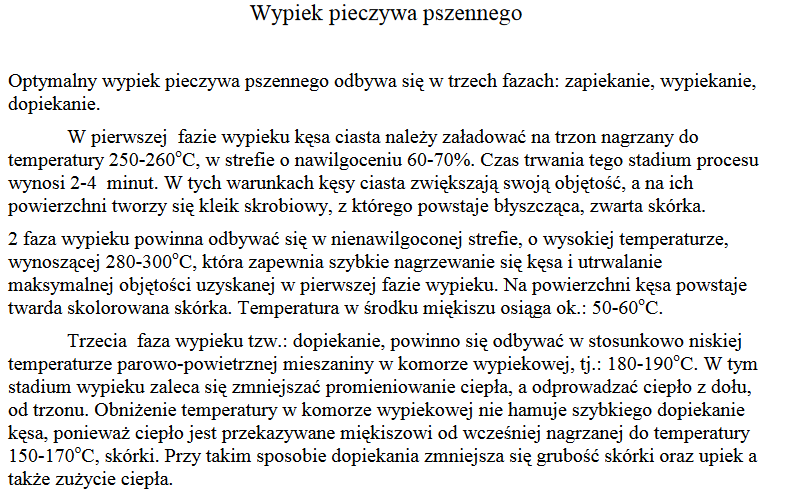 Wypiek pieczywa pszennego
Optymalny wypiek pieczywa pszennego odbywa się w trzech fazach: zapiekanie, wypiekanie,
dopiekanie.
W pierwszej fazie wypieku kęsa ciasta należy załadować na trzon nagrzany do
temperatury 250-260°C, w strefie o nawilgoceniu 60-70%. Czas trwania tego stadium procesu
wynosi 2-4 minut. W tych warunkach kęsy ciasta zwiększają swoją objętość, a na ich
powierzchni tworzy się kleik skrobiowy, z którego powstaje błyszcząca, zwarta skórka.
2 faza wypieku powinna odbywać się w nienawilgoconej strefie, o wysokiej temperaturze,
wynoszącej 280-300°C, która zapewnia szybkie nagrzewanie się kęsa i utrwalanie
maksymalnej objętości uzyskanej w pierwszej fazie wypieku. Na powierzchni kęsa powstaje
twarda skolorowana skórka. Temperatura w środku miękiszu osiąga ok.: 50-60°C.
Trzecia faza wypieku tzw.: dopiekanie, powinno się odbywać w stosunkowo niskiej
temperaturze parowo-powietrznej mieszaniny w komorze wypiekowej, tj.: 180-190°C. W tym
stadium wypieku zaleca się zmniejszać promieniowanie ciepła, a odprowadzać ciepło z dołu,
od trzonu. Obniżenie temperatury w komorze wypiekowej nie hamuje szybkiego dopiekanie
kęsa, ponieważ ciepło jest przekazywane miękiszowi od wcześniej nagrzanej do temperatury
150-170°C, skórki. Przy takim sposobie dopiekania zmniejsza się grubość skórki oraz upiek a
także zużycie ciepła.